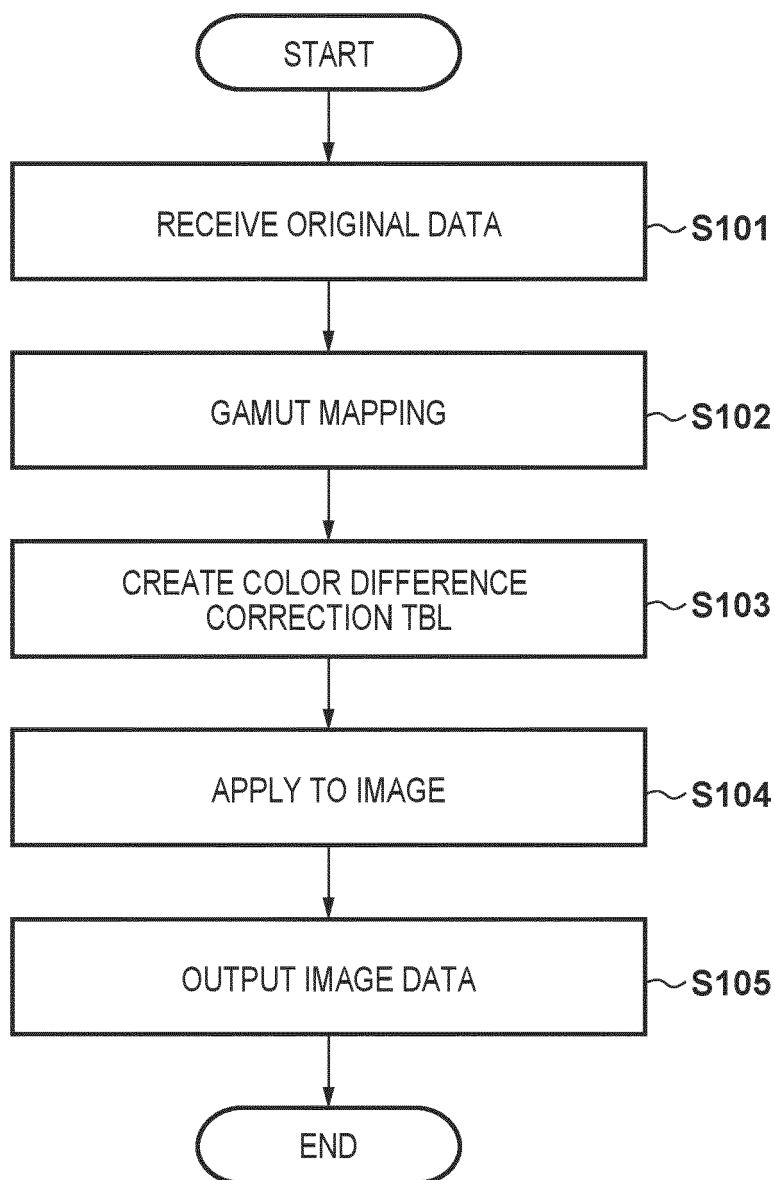 START
RECEIVE ORIGINAL DATA
S101
GAMUT MAPPING
S102
CREATE COLOR DIFFERENCE
CORRECTION TBL
S103
APPLY TO IMAGE
S104
OUTPUT IMAGE DATA
S105
END